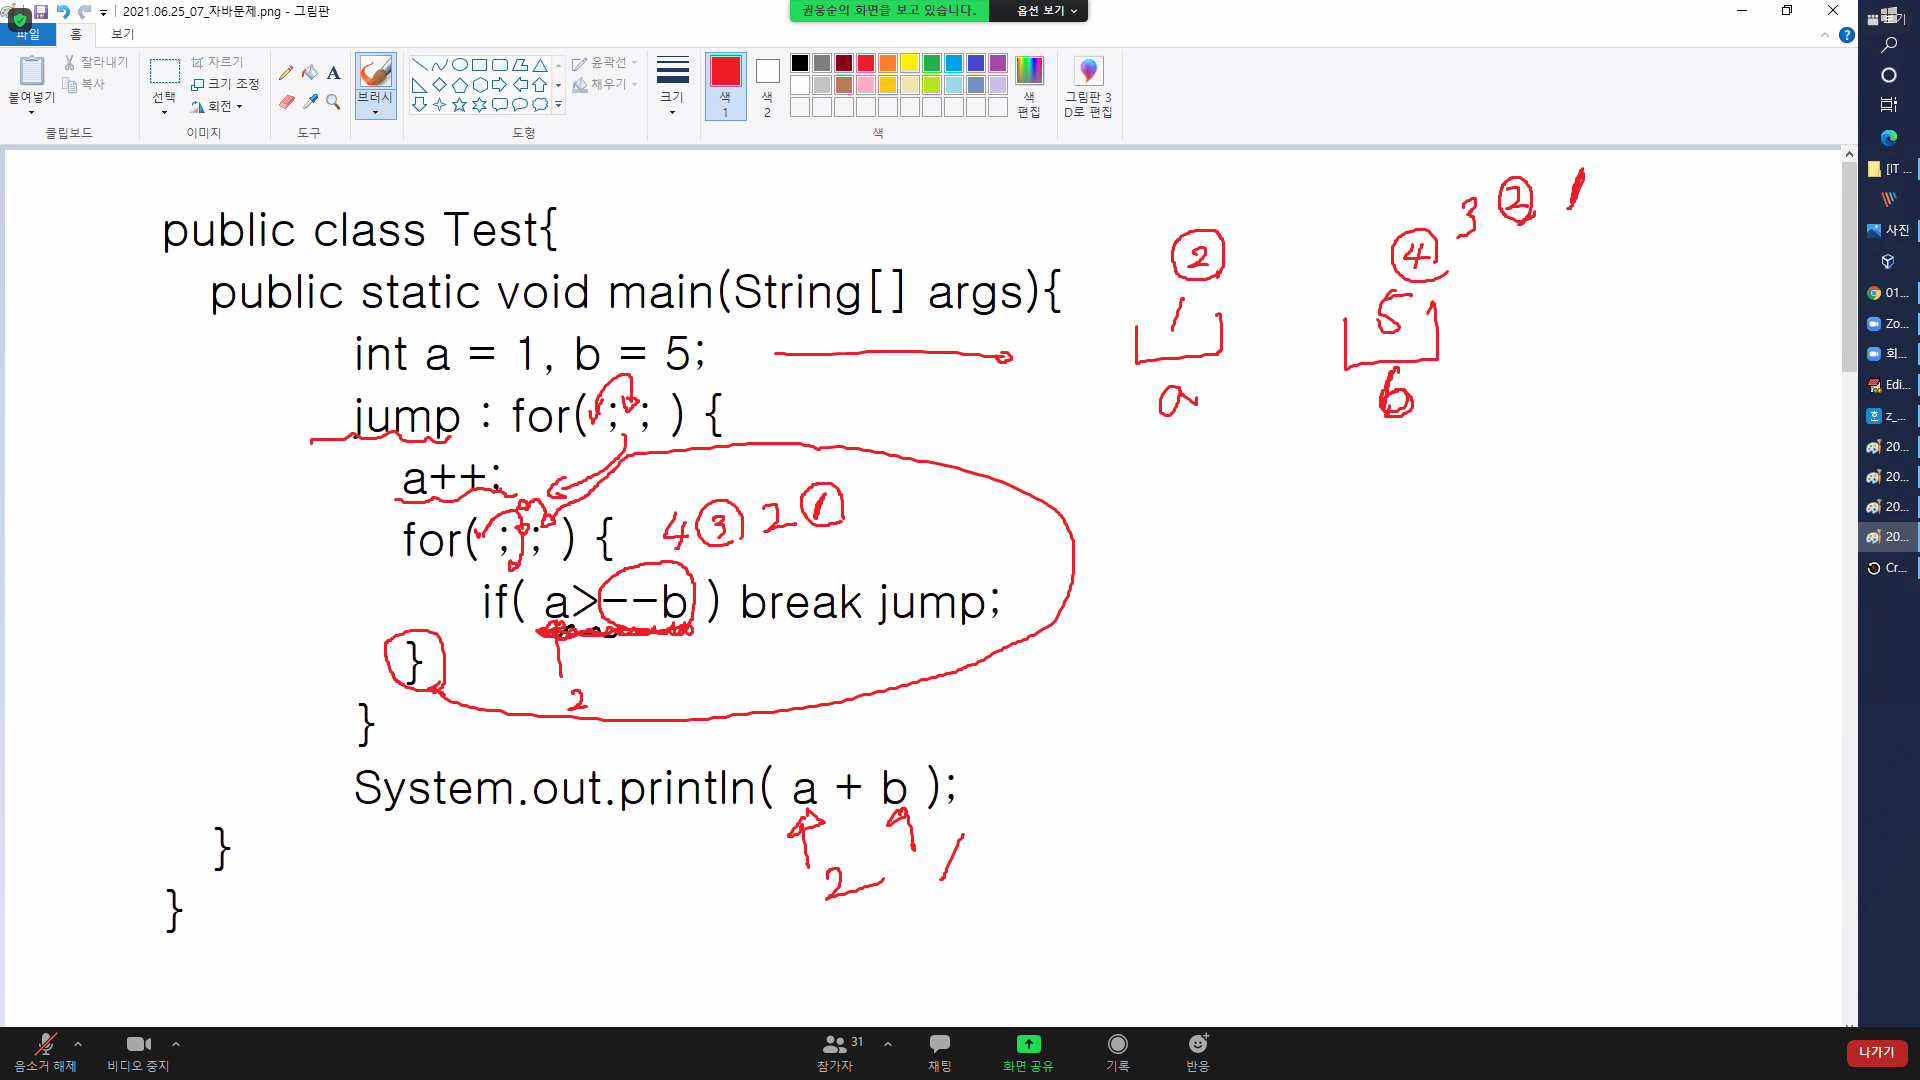 2021.06.25_07_자바문제.png - 그림판
권웅순의 화면을 보고 있습니다.
옵션 보기
보기
파일
홈
보기
붙여넣기
잘라내기
복사
클립보드
선택
자르기
크기 조정
회전
이미지
A
도구
브러시
윤곽선
채우기
도형
크기
색
1
색
2
색
편집
색
그림판 3
D로 편집
public class Test{
public static void main(String[] args){
int a = 1, b = 5;
jump : for( ; ; ) {
a++;
for( ; ; ) {
if( a>--b ) break jump;
}
}
System.out.println( a + b );
}
}
2
4 3 2 1
1
5
a
b
4 3 2 1
2
2 1
[IT ...
사진
01...
Zo...
회...
Edi...
z_...
20...
20...
20...
20...
Cr...
음소거 해제
비디오 중지
31
참가자
채팅
화면 공유
기록
반응
나가기